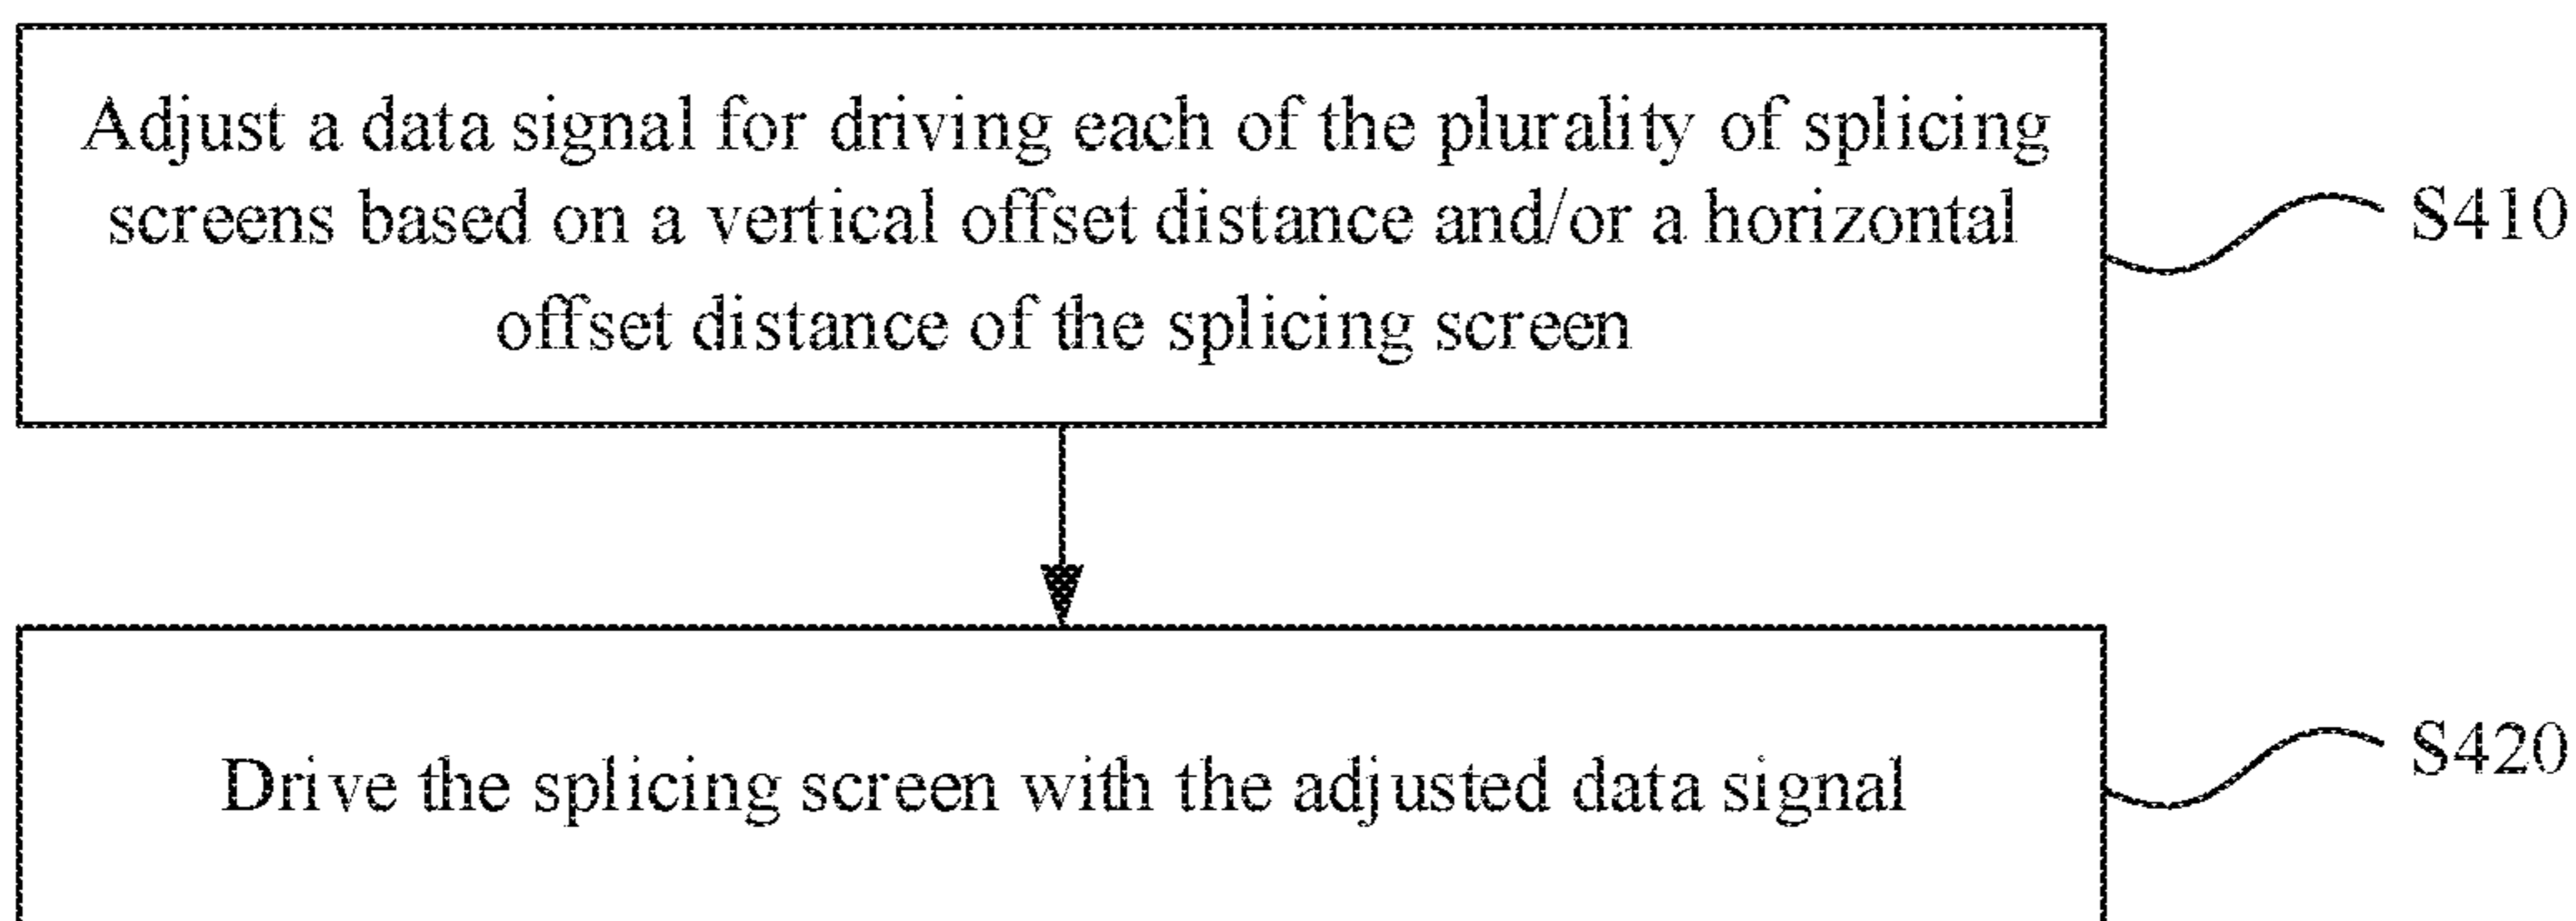 Adjust a data signal for driving each of the plurality of splicing
screens based on a vertical offset distance and/or a horizontal
offset distance of the splicing screen
S410
Drive the splicing screen with the adjusted data signal
S420